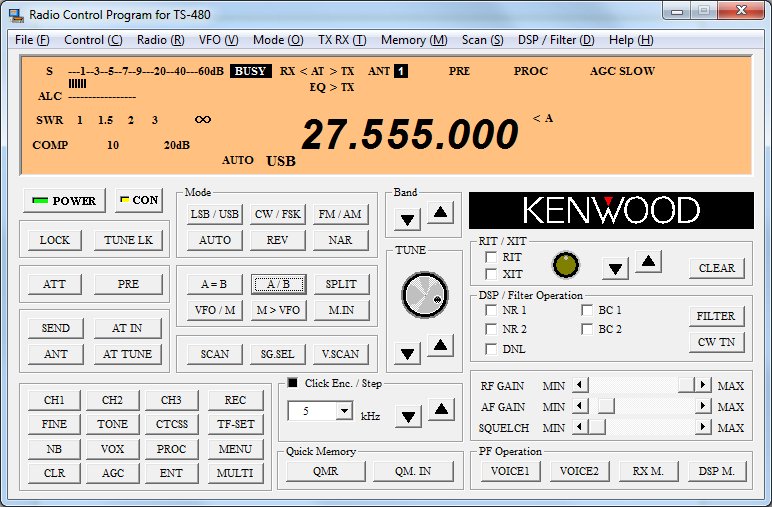 Radio Control Program for TS-480
File (F) Control (C) Radio (R) VFO (V) Mode (O) TX RX (T) Memory (M) Scan (S) DSP / Filter (D) Help (H)
S ---1--3--5--7--9---20--40---60dB BUSY RX < AT > TX ANT 1 PRE PROC AGC SLOW
EQ > TX
ALC -----------------
SWR 1 1.5 2 3 ∞ 27.555.000 < A
COMP 10 20dB
AUTO USB
POWER CON
LOCK TUNE LK
ATT PRE
SEND AT IN
ANT AT TUNE
Mode
LSB / USB CW / FSK FM / AM
AUTO REV NAR
A = B A / B SPLIT
VFO / M M > VFO M.IN
SCAN SG.SEL V.SCAN
Band
TUNE
KENWOOD
RIT / XIT
RIT
XIT
CLEAR
DSP / Filter Operation
NR 1 BC 1 FILTER
NR 2 BC 2
DNL CW TN
CH1 CH2 CH3 REC
FINE TONE CTCSS TF-SET
NB VOX PROC MENU
CLR AGC ENT MULTI
Click Enc. / Step
5 kHz
Quick Memory
QMR QM. IN
RF GAIN MIN MAX
AF GAIN MIN MAX
SQUELCH MIN MAX
PF Operation
VOICE1 VOICE2 RX M. DSP M.